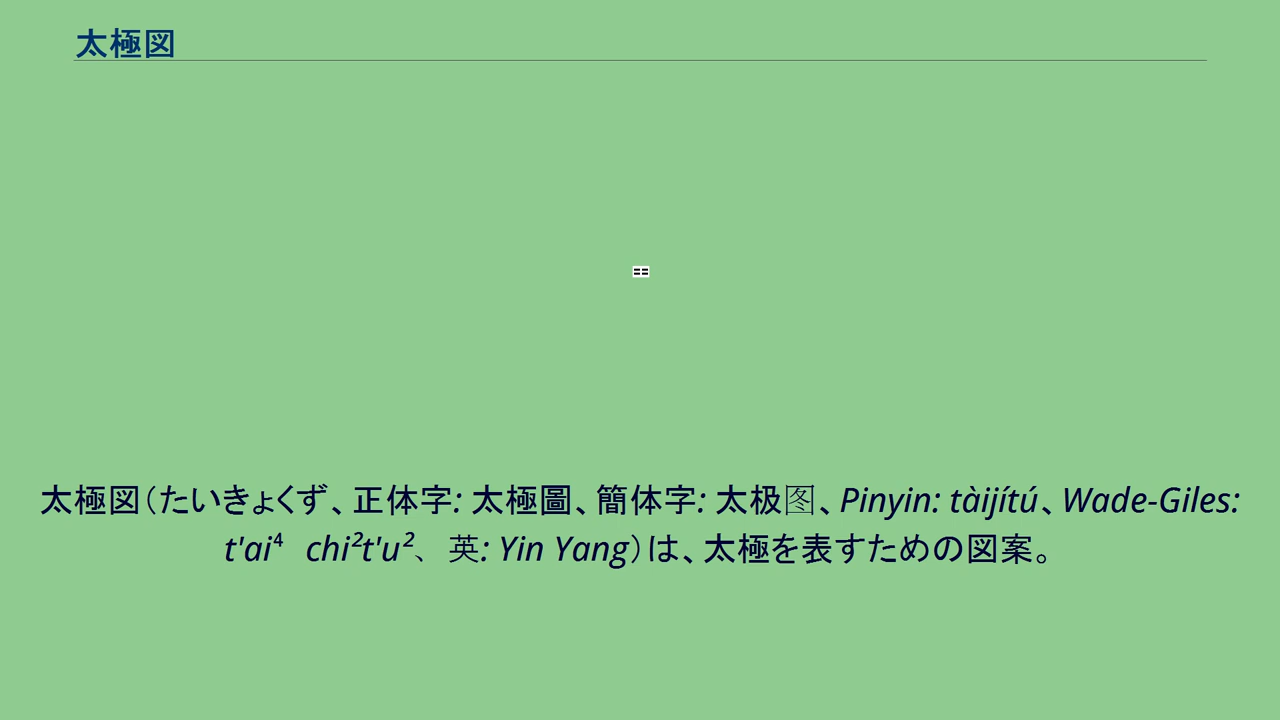 太極図
太極図（たいきょくず、正体字: 太極圖、簡体字: 太极图、Pinyin: tàijítú、Wade-Giles:
t'ai⁴ chi²t'u²、 英: Yin Yang）は、太極を表すための図案。